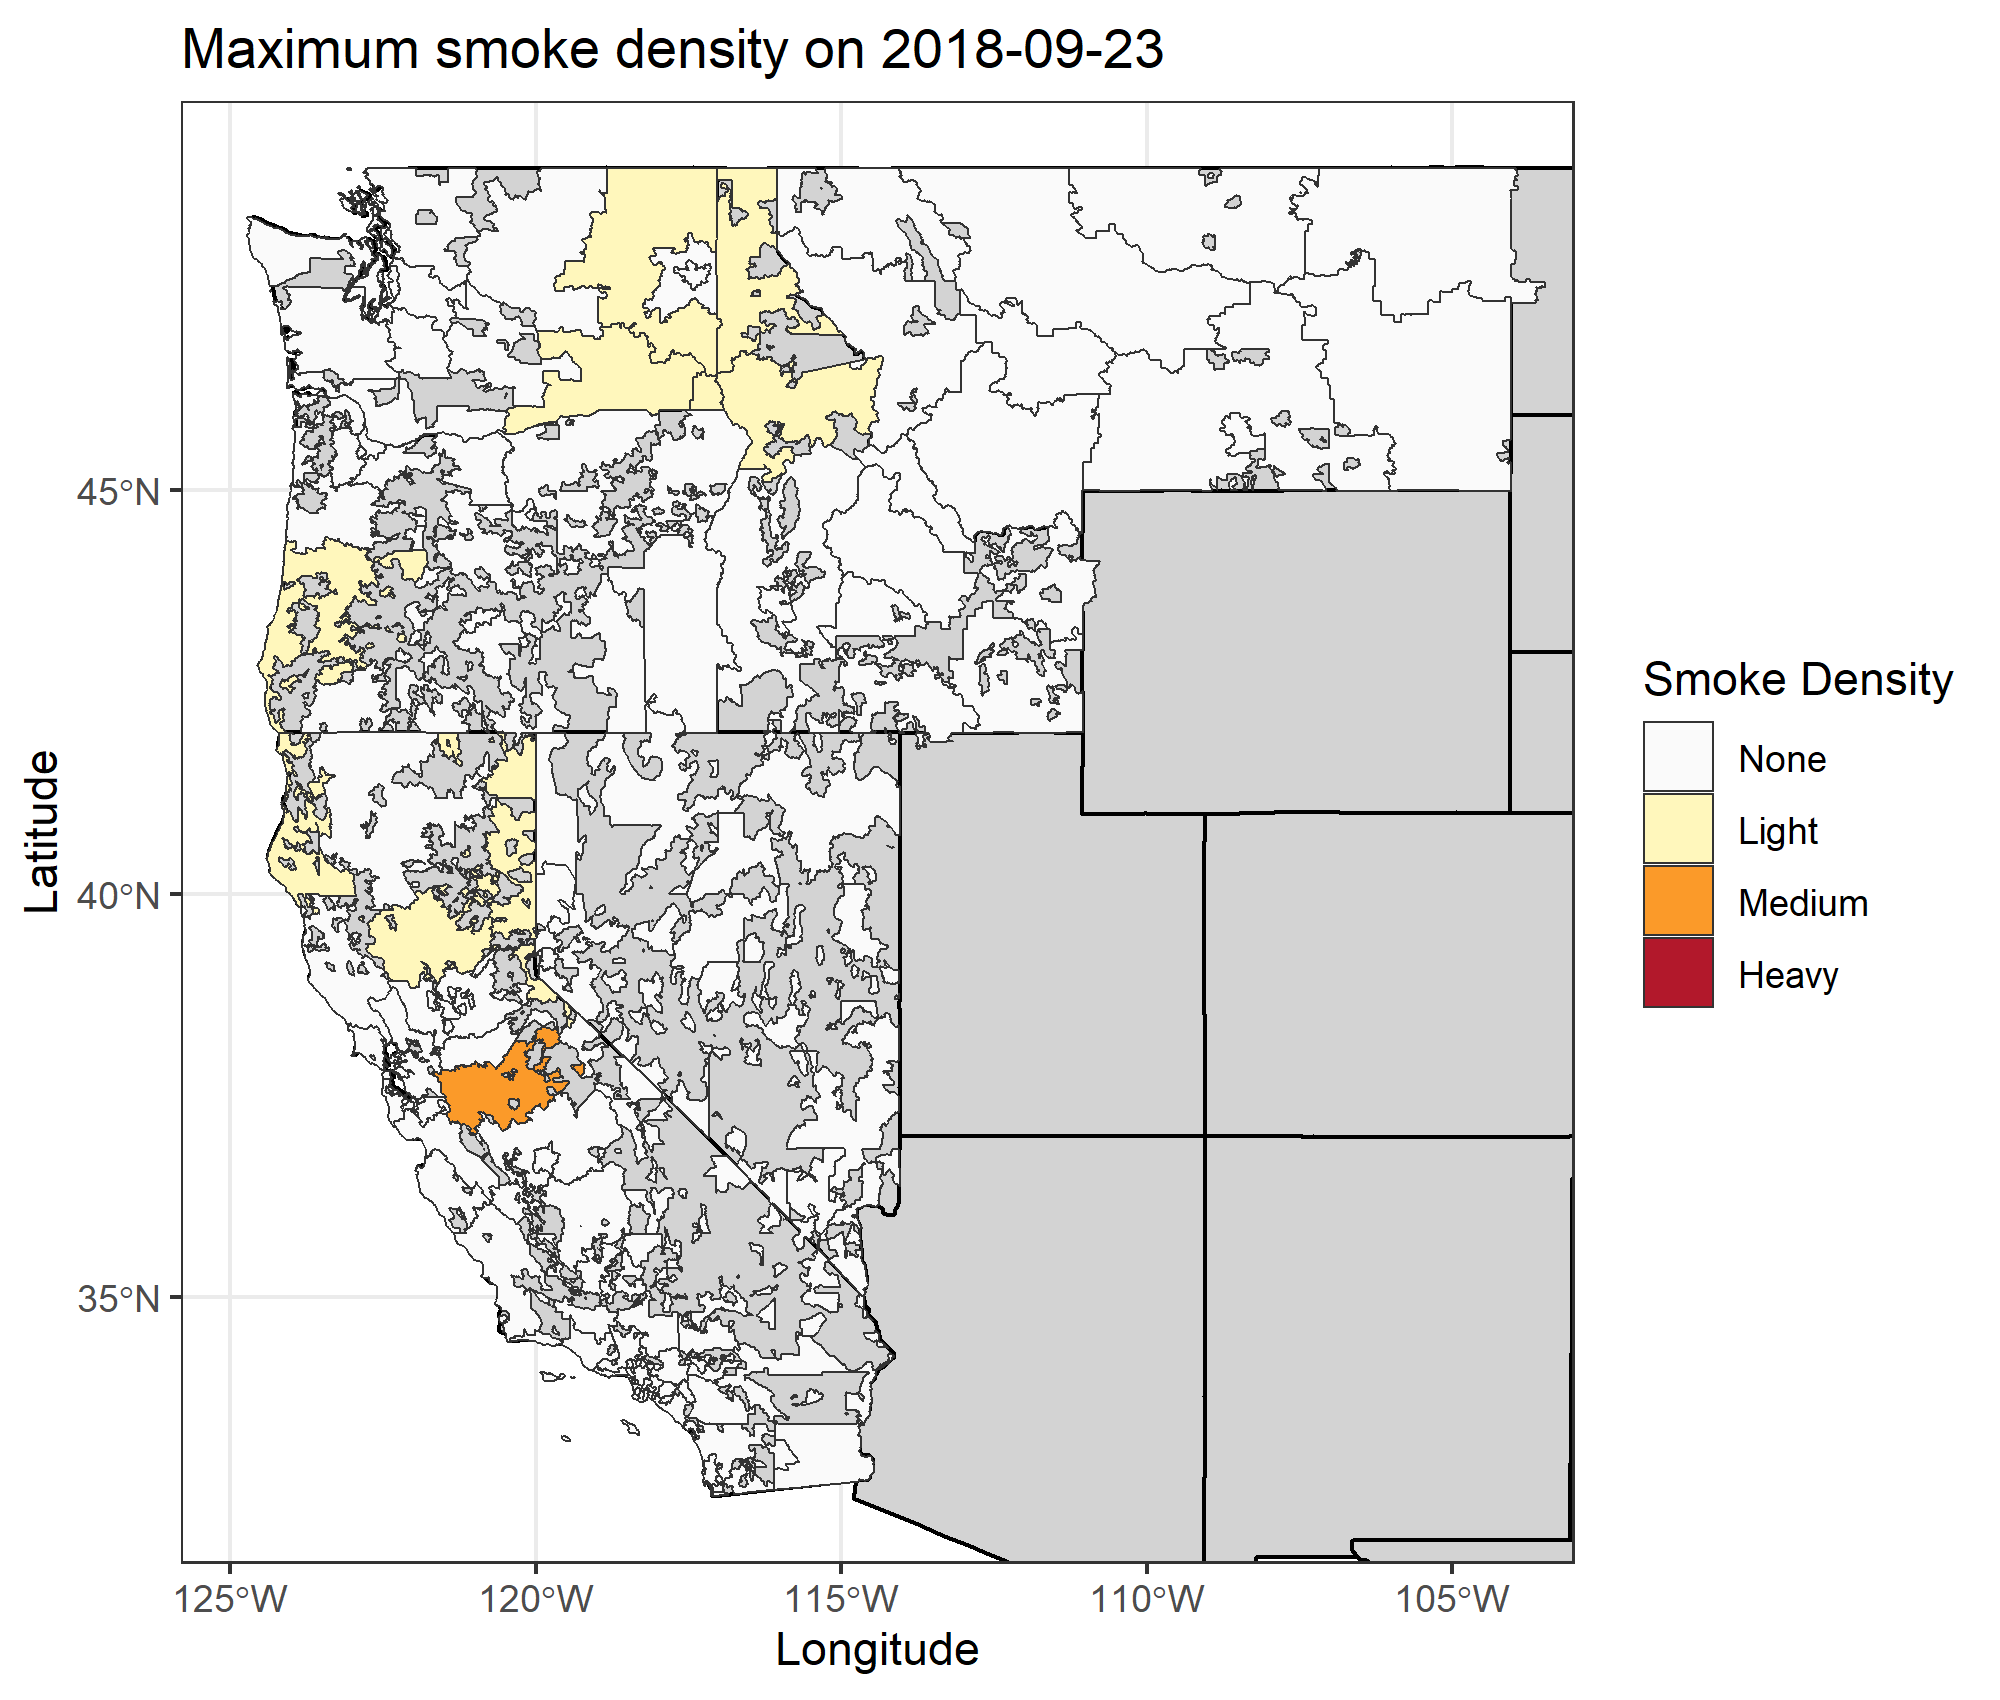 Maximum smoke density on 2018-09-23
45°N
40°N
35°N
Latitude
125°W
120°W
115°W
110°W
105°W
Longitude
Smoke Density
None
Light
Medium
Heavy